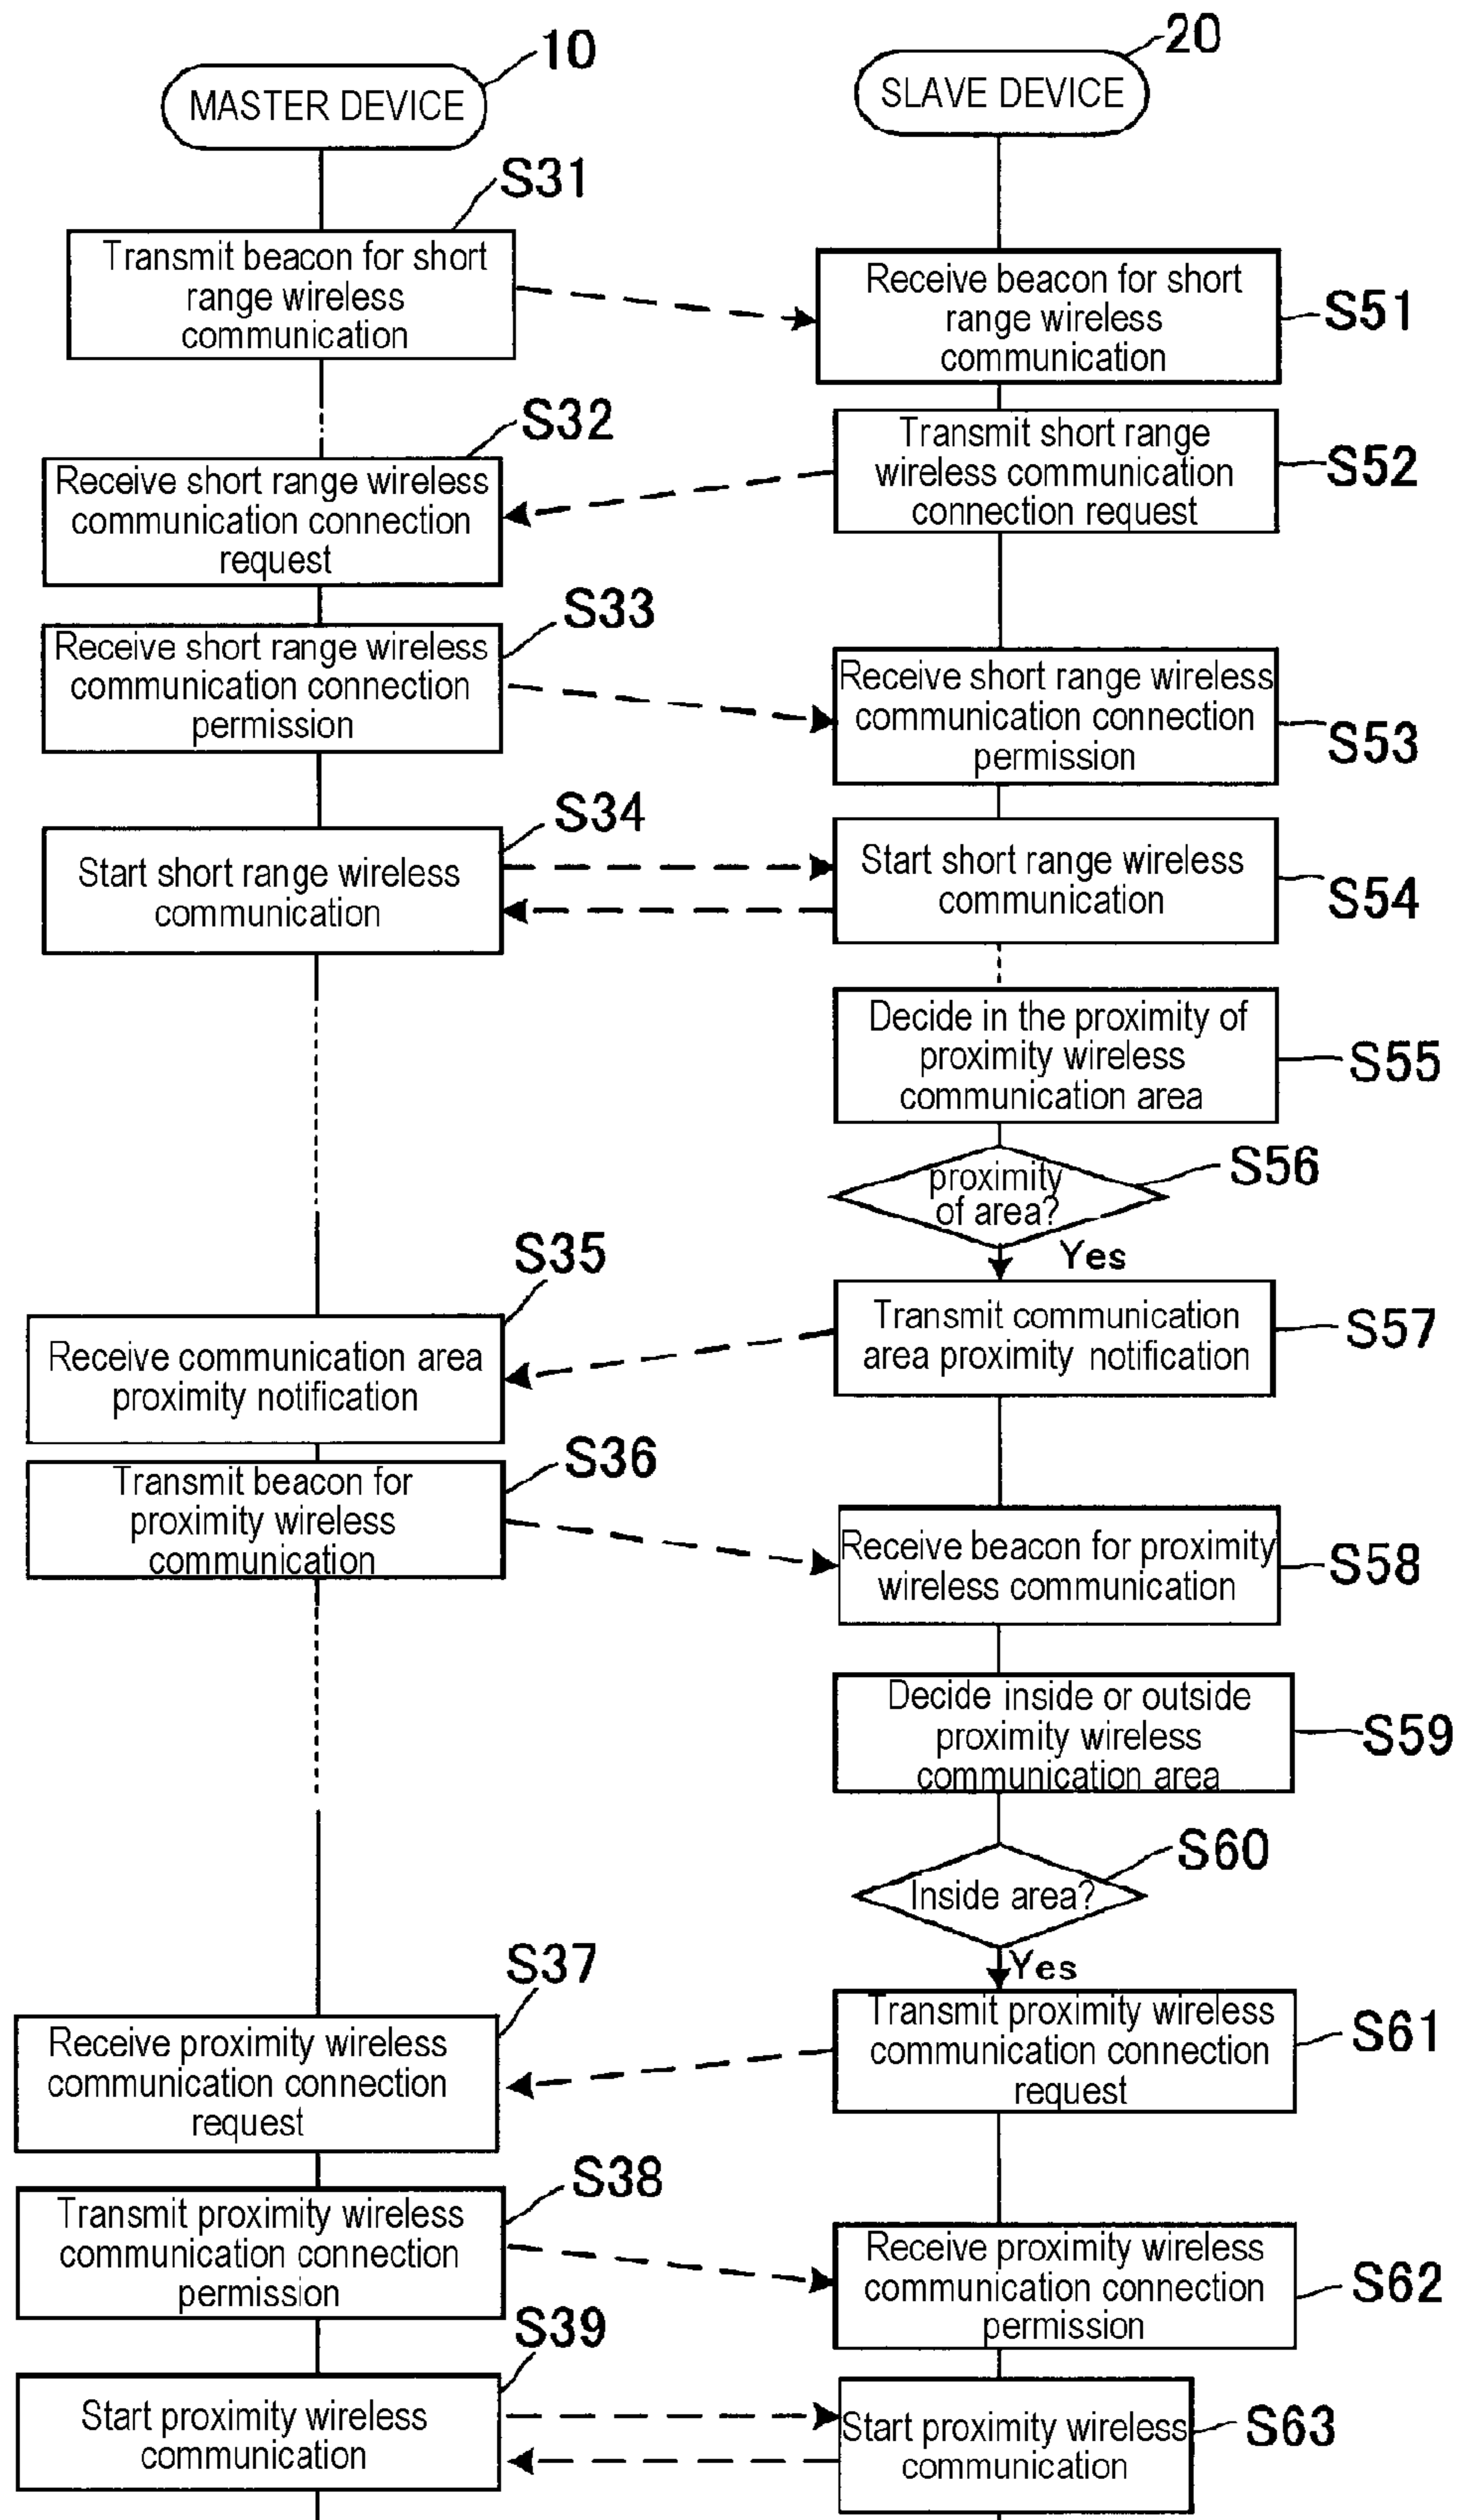 10
MASTER DEVICE
20
SLAVE DEVICE
S31
Transmit beacon for short
range wireless
communication
Receive beacon for short
range wireless
communication
S51
S32
Receive short range wireless
communication connection
request
Transmit short range
wireless communication
connection request
S52
S33
Receive short range wireless
communication connection
permission
Receive short range wireless
communication connection
permission
S53
S34
Start short range wireless
communication
Start short range wireless
communication
S54
Decide in the proximity of
proximity wireless
communication area
S55
proximity
of area?
S56
Yes
S35
Receive communication area
proximity notification
Transmit communication
area proximity notification
S57
S36
Transmit beacon for
proximity wireless
communication
Receive beacon for proximity
wireless communication
S58
Decide inside or outside
proximity wireless
communication area
S59
Inside area?
S60
Yes
S37
Receive proximity wireless
communication connection
request
Transmit proximity wireless
communication connection
request
S61
S38
Transmit proximity wireless
communication connection
permission
Receive proximity wireless
communication connection
permission
S62
S39
Start proximity wireless
communication
Start proximity wireless
communication
S63